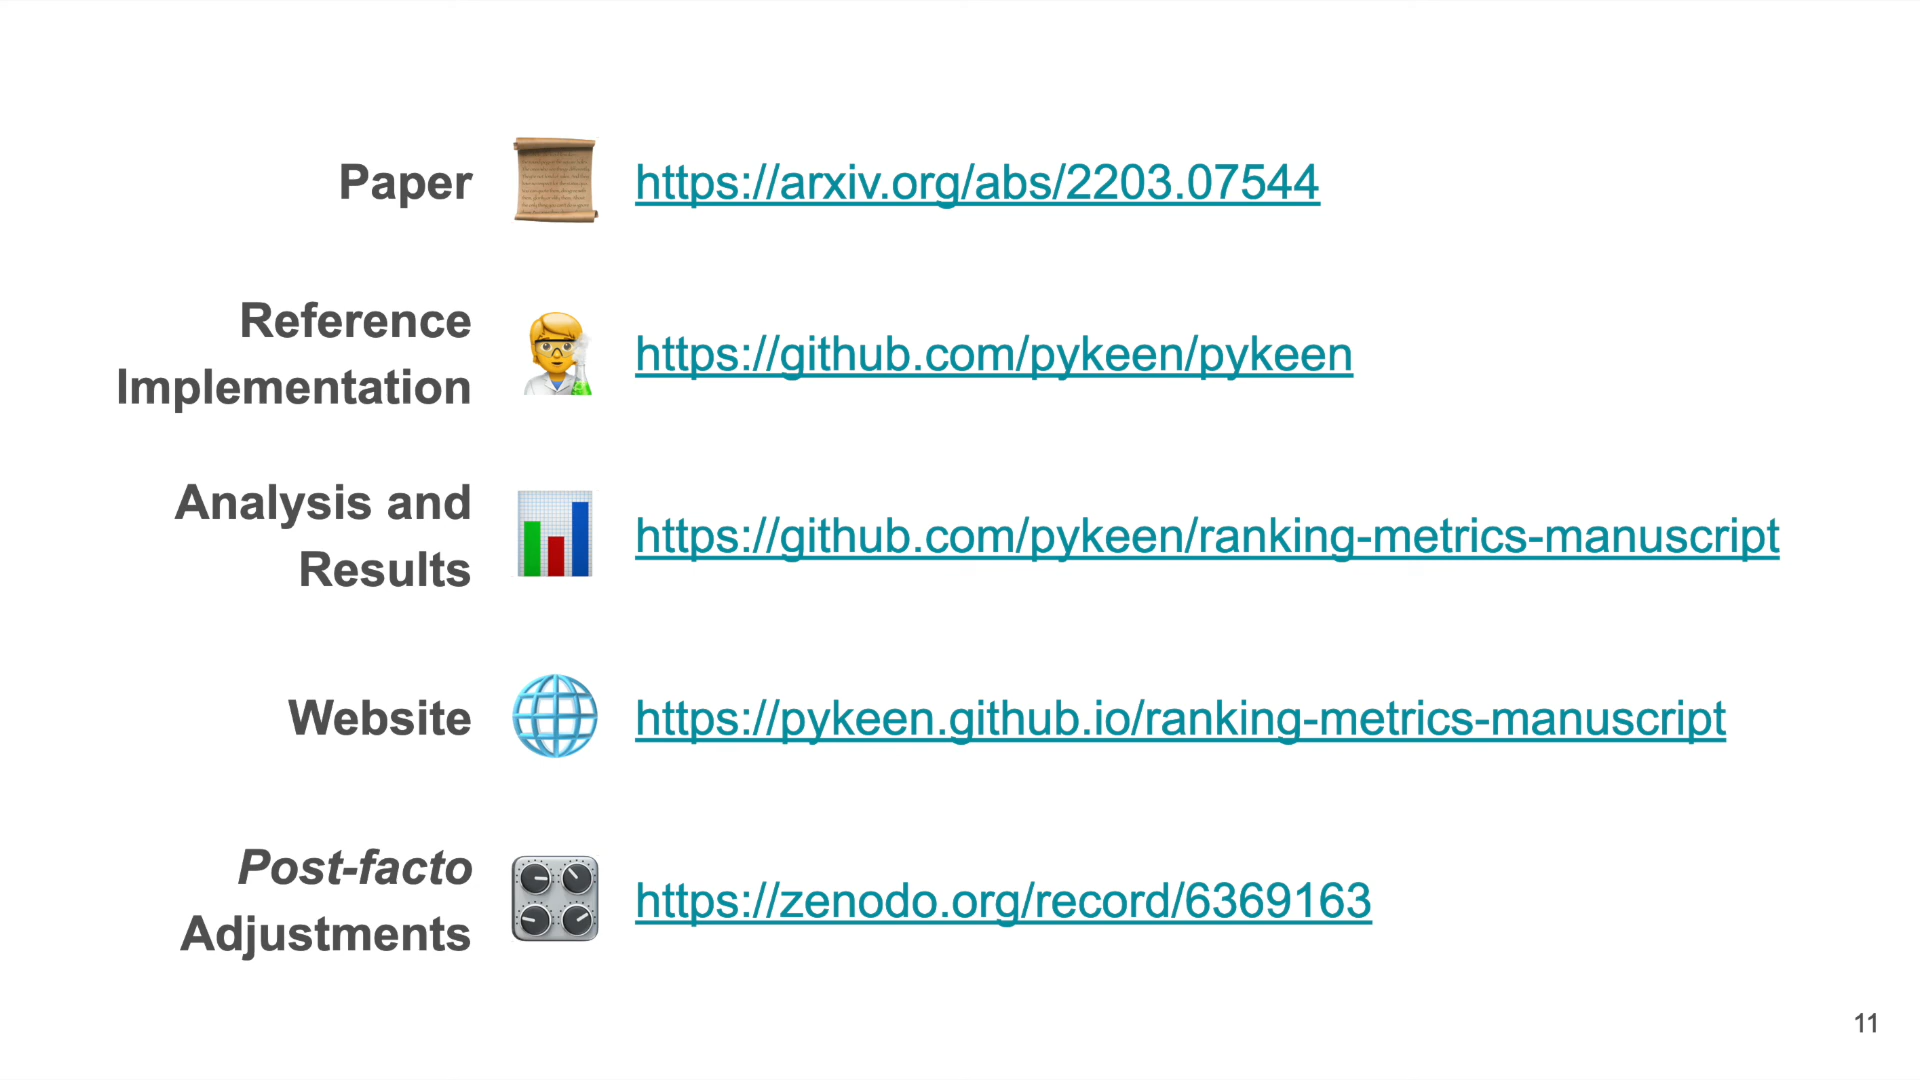 Paper
https://arxiv.org/abs/2203.07544
Reference
Implementation
https://github.com/pykeen/pykeen
Analysis and
Results
https://github.com/pykeen/ranking-metrics-manuscript
Website
https://pykeen.github.io/ranking-metrics-manuscript
Post-facto
Adjustments
https://zenodo.org/record/6369163
11